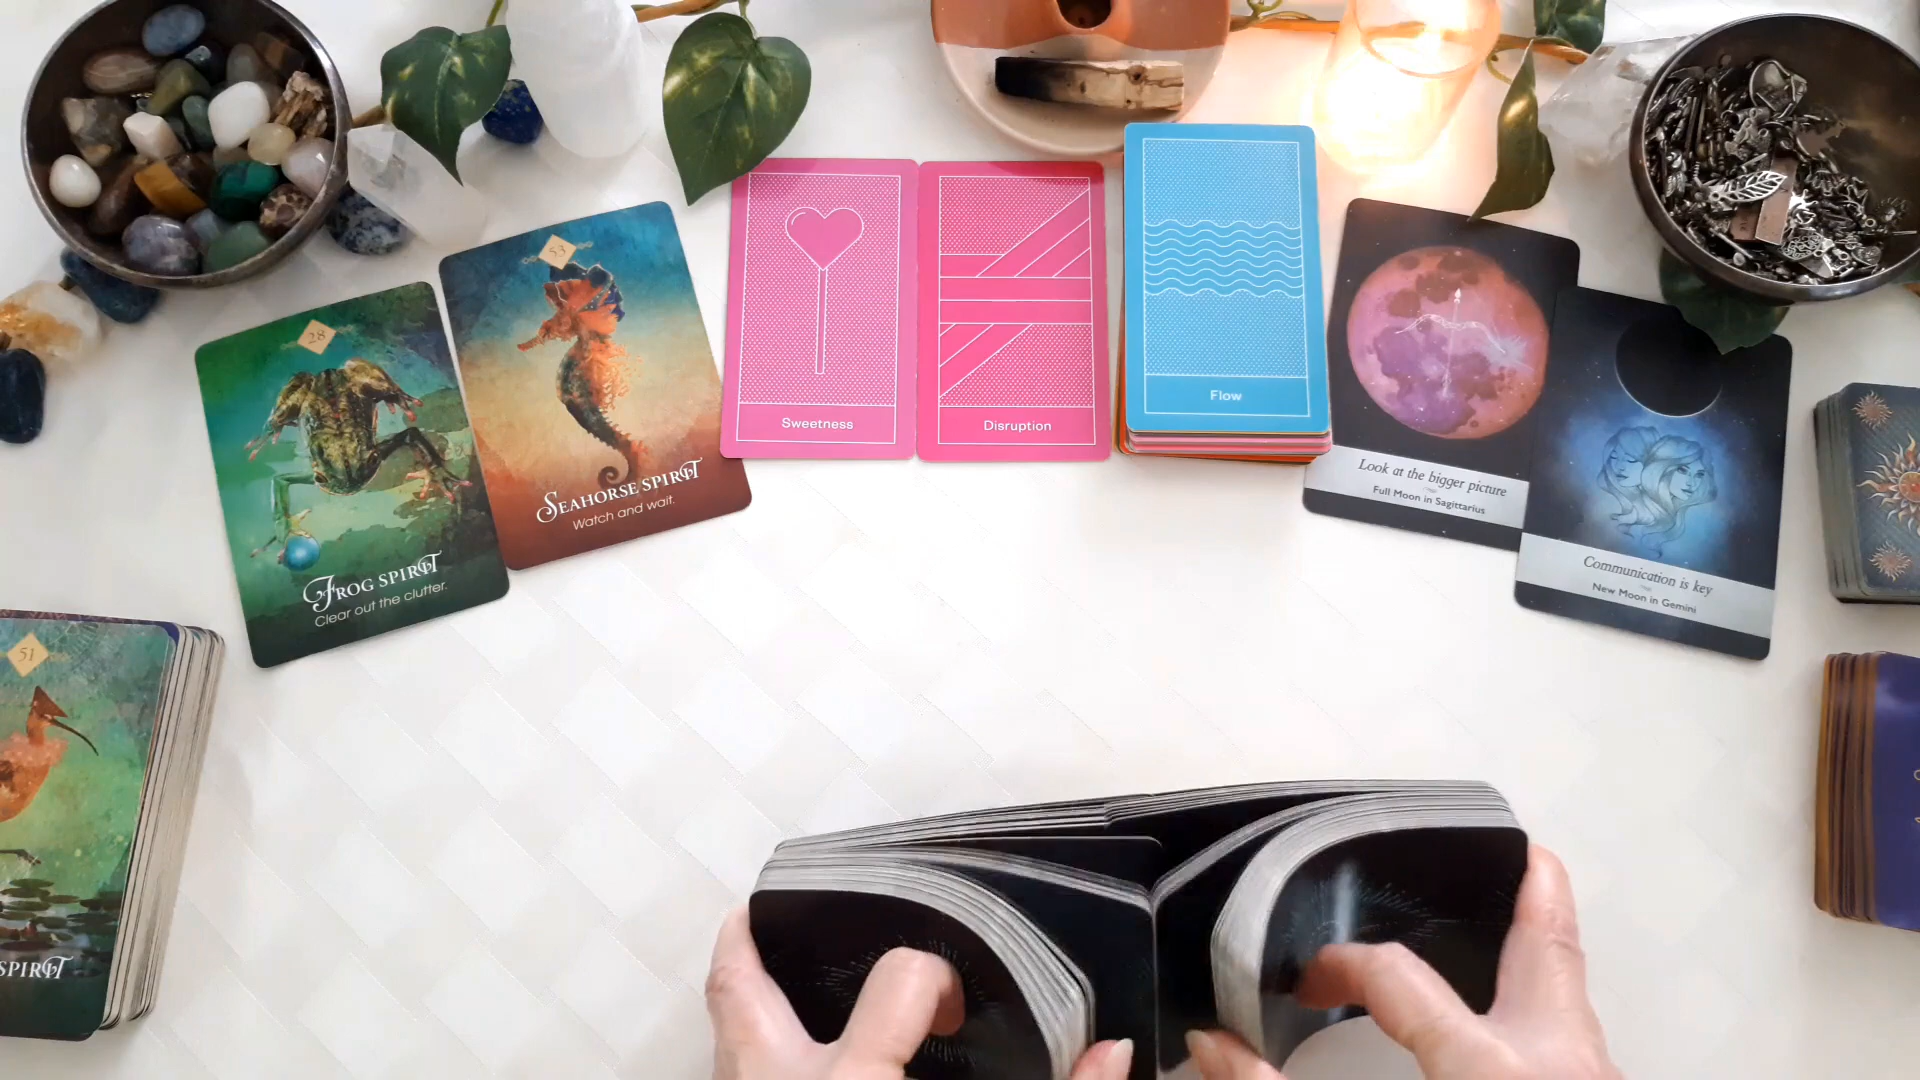 28
FROG SPIRIT
Clear out the clutter.
53
SEAHORSE SPIRIT
Watch and wait.
Sweetness
Disruption
Flow
Look at the bigger picture
Full Moon in Sagittarius
Communication is key
New Moon in Gemini
51
SPIRIT